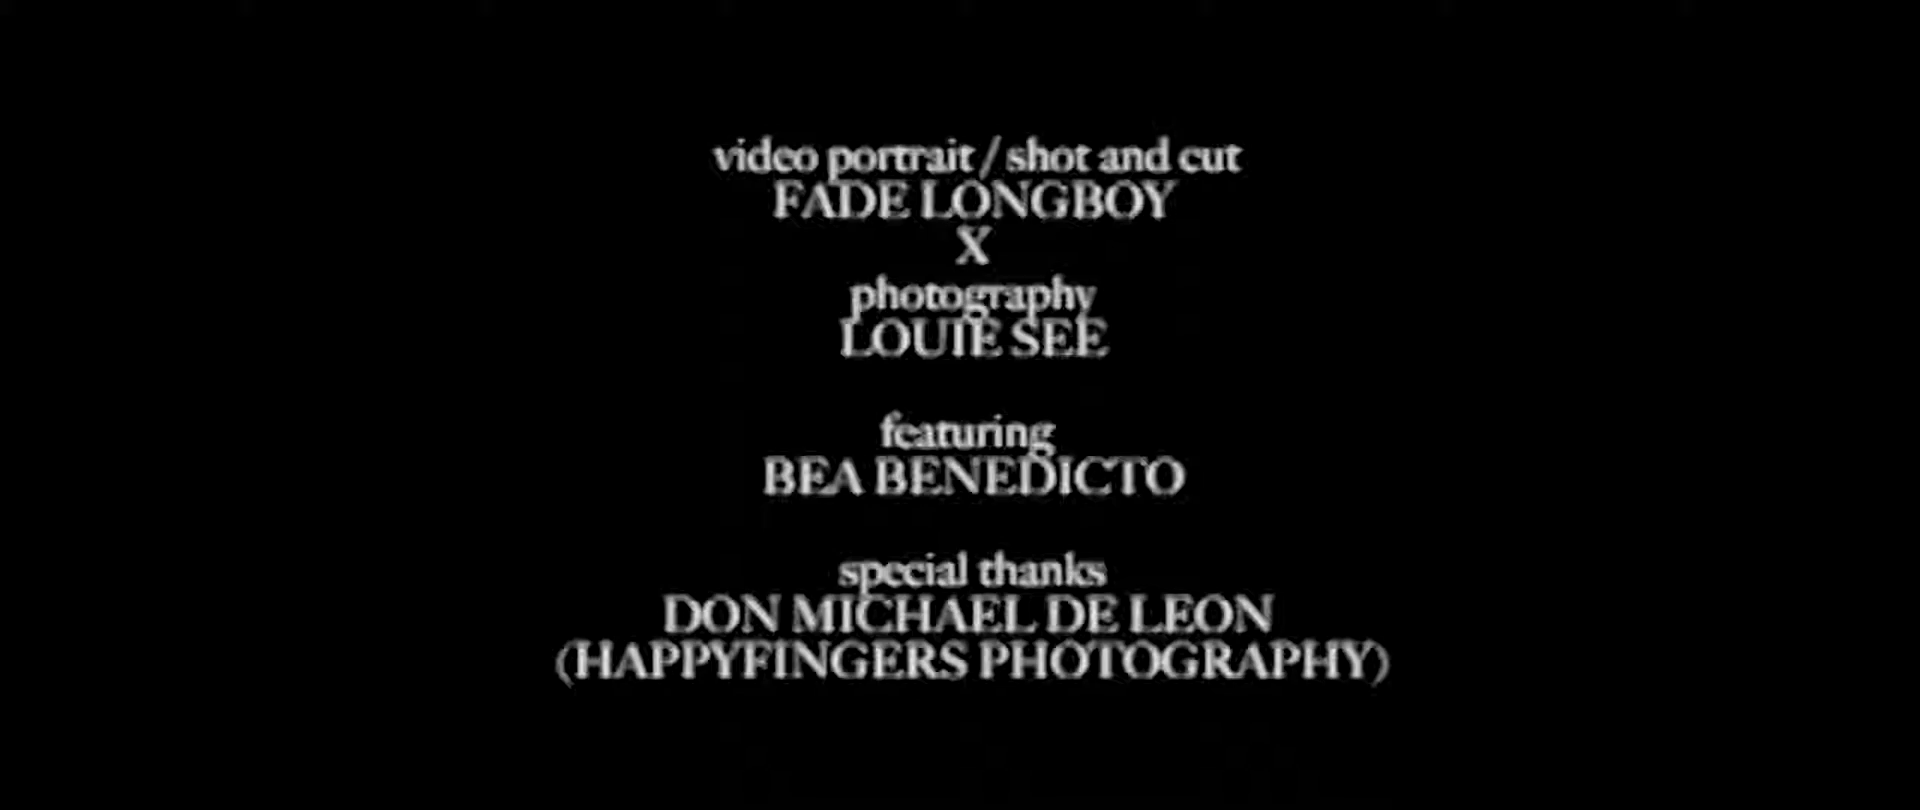 video portrait / shot and cut
FADE LONGBOY
X
photography
LOUIE SEE
featuring
BEA BENEDICTO
special thanks
DON MICHAEL DE LEON
(HAPPYFINGERS PHOTOGRAPHY)